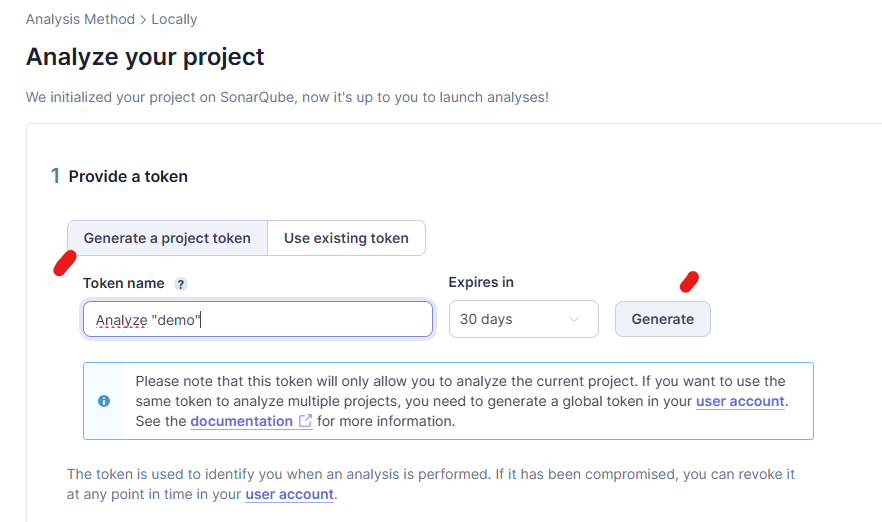 Analysis Method > Locally
Analyze your project
We initialized your project on SonarQube, now it's up to you to launch analyses!
1 Provide a token
Generate a project token Use existing token
Token name ? Expires in
Analyze "demo" 30 days Generate
Please note that this token will only allow you to analyze the current project. If you want to use the
same token to analyze multiple projects, you need to generate a global token in your user account.
See the documentation for more information.
The token is used to identify you when an analysis is performed. If it has been compromised, you can revoke it
at any point in time in your user account.